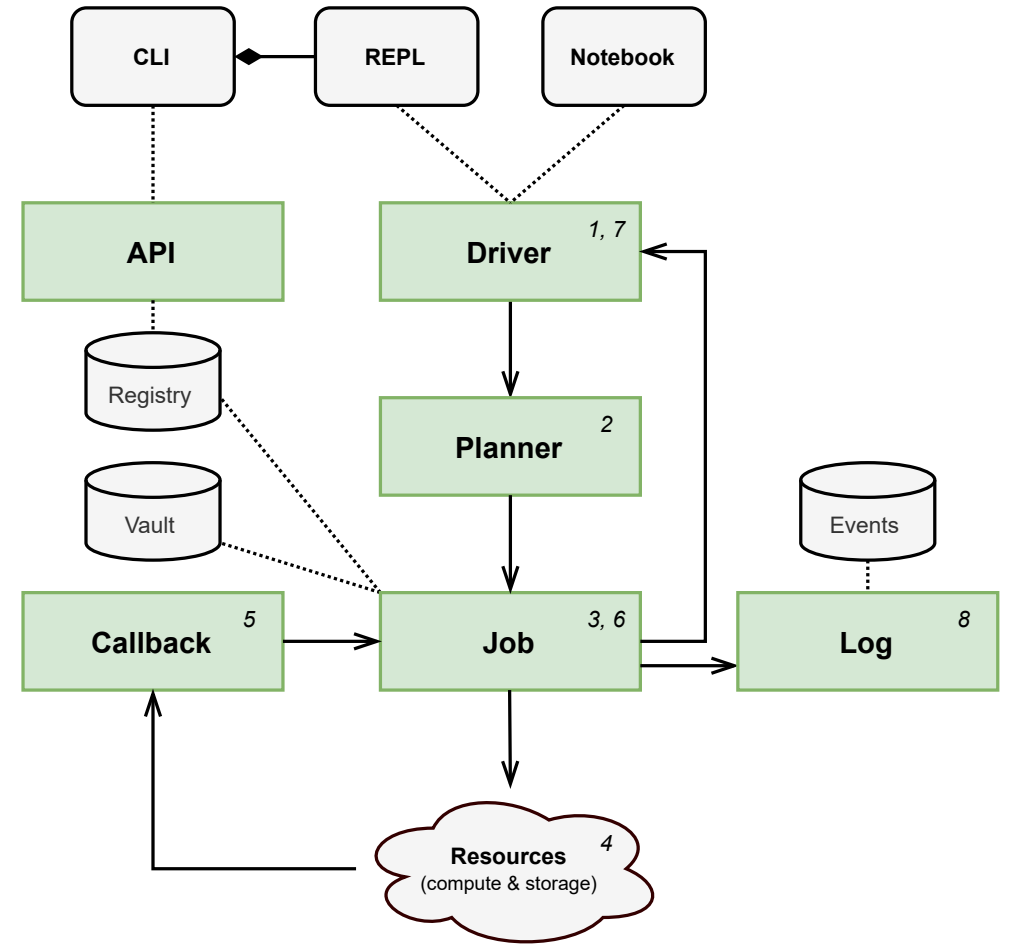 CLI
REPL
Notebook
API
Driver
1, 7
Registry
Planner
2
Vault
Events
Callback
5
Job
3, 6
Log
8
Resources
4
(compute & storage)